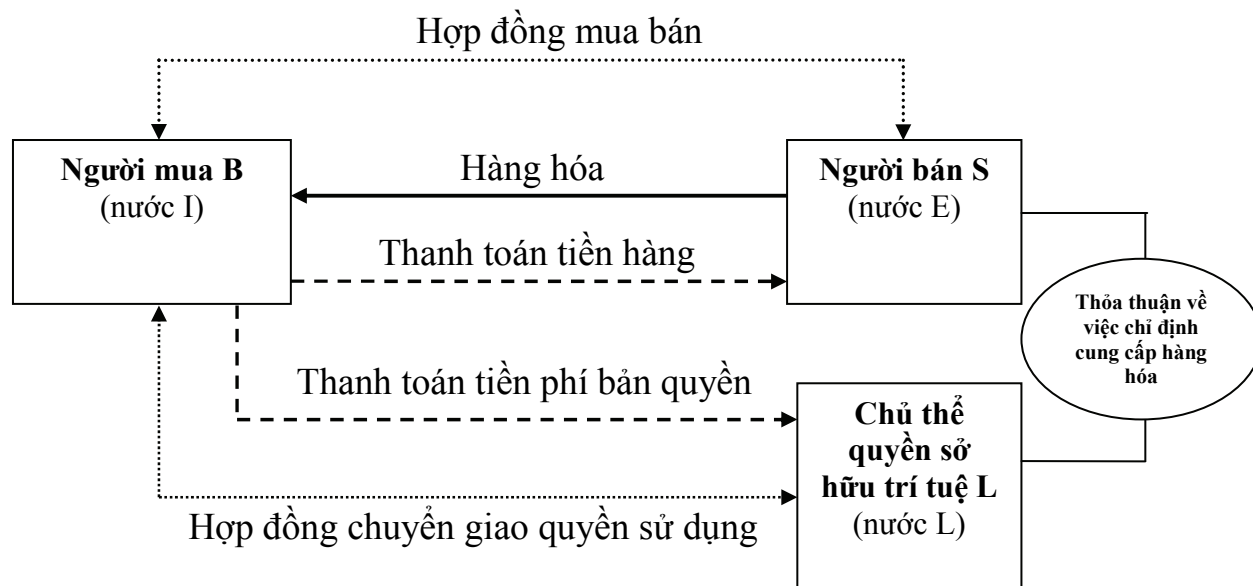 Hợp đồng mua bán
Người mua B
(nước I)
Hàng hóa
Người bán S
(nước E)
Thanh toán tiền hàng
Thỏa thuận về
việc chỉ định
cung cấp hàng
hóa
Thanh toán tiền phí bản quyền
Chủ thể
quyền sở
hữu trí tuệ L
(nước L)
Hợp đồng chuyển giao quyền sử dụng